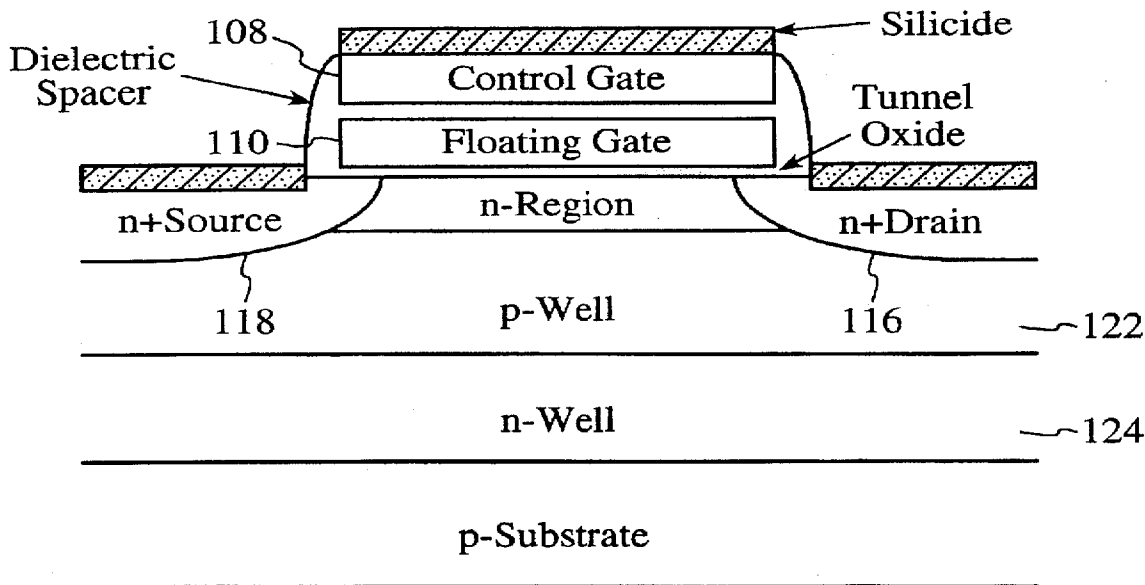 108
Silicide
Dielectric
Spacer
Control Gate
Tunnel
Oxide
110
Floating Gate
n+Source
n-Region
n+Drain
118
p-Well
116
122
n-Well
124
p-Substrate